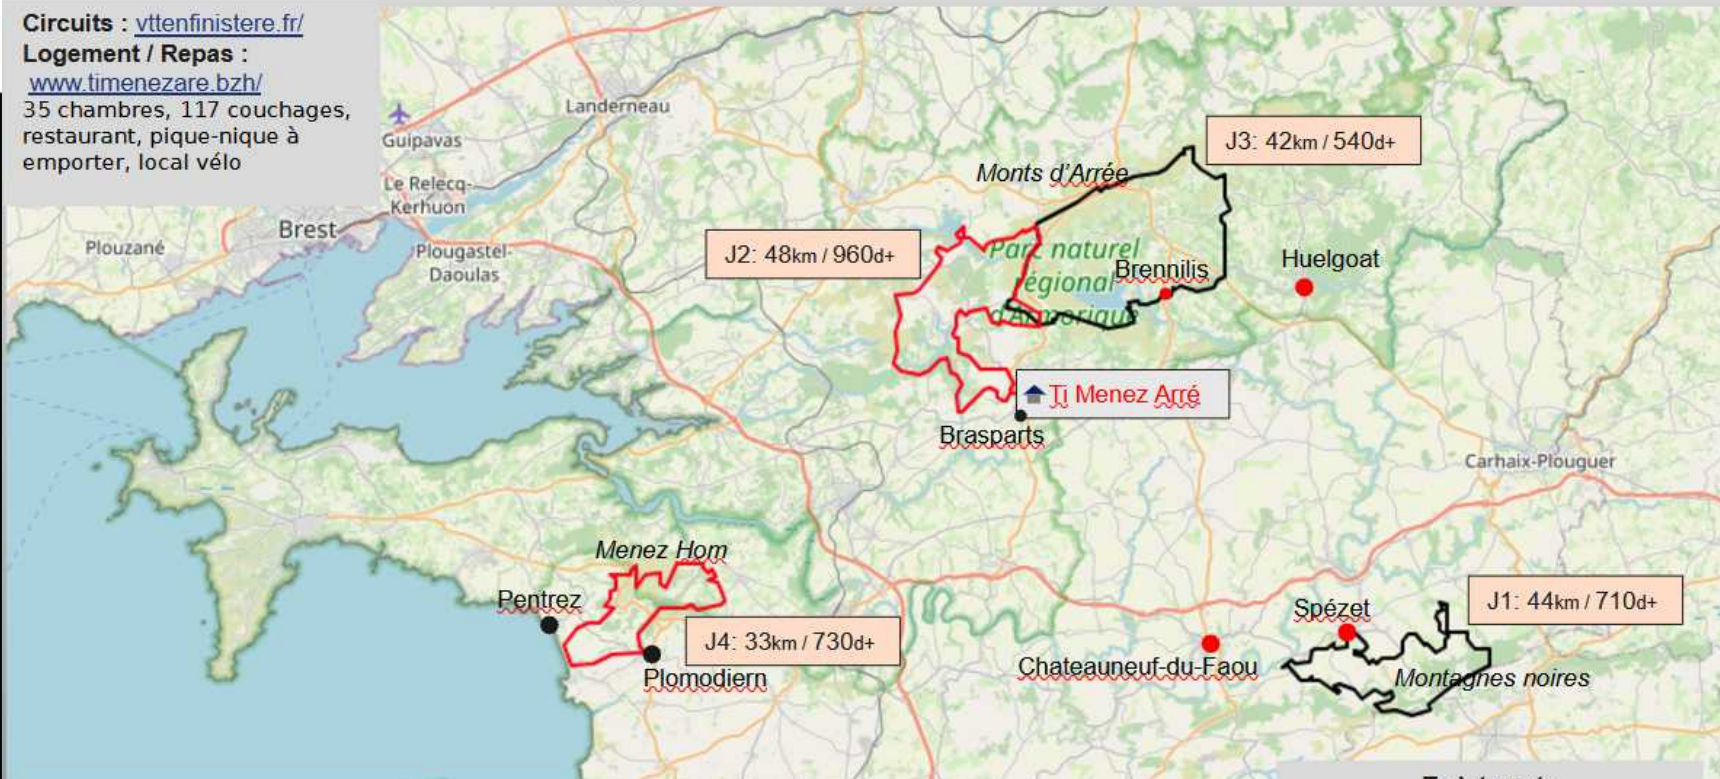 Circuits : vttenfinistere.fr/
Logement / Repas :
www.timenezare.bzh/
35 chambres, 117 couchages,
restaurant, pique-nique à
emporter, local vélo
Landerneau
Guipavas
Le Relecq-
Kerhuon
Brest
Plouzané
Plougastel-
Daoulas
J3: 42km / 540d+
Monts d'Arrée
J2: 48km / 960d+
Parc naturel
régional
d'Armorique
Brennilis
Huelgoat
Ti Menez Arré
Brasparts
Carhaix-Plouguer
Menez Hom
Pentrez
J4: 33km / 730d+
Plomodiern
J1: 44km / 710d+
Spézet
Chateauneuf-du-Faou
Montagnes noires